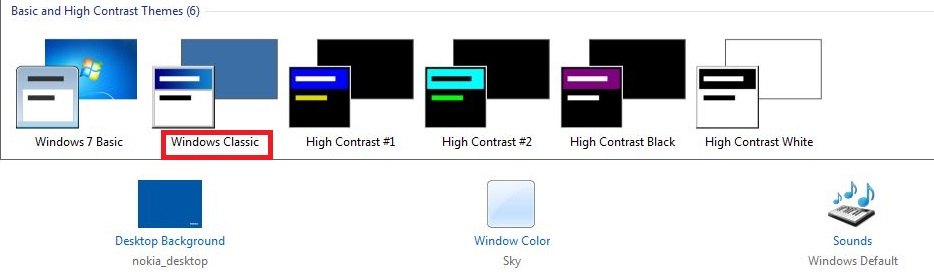 Basic and High Contrast Themes (6)
Windows 7 Basic
Windows Classic
High Contrast #1
High Contrast #2
High Contrast Black
High Contrast White
Desktop Background
nokia_desktop
Window Color
Sky
Sounds
Windows Default